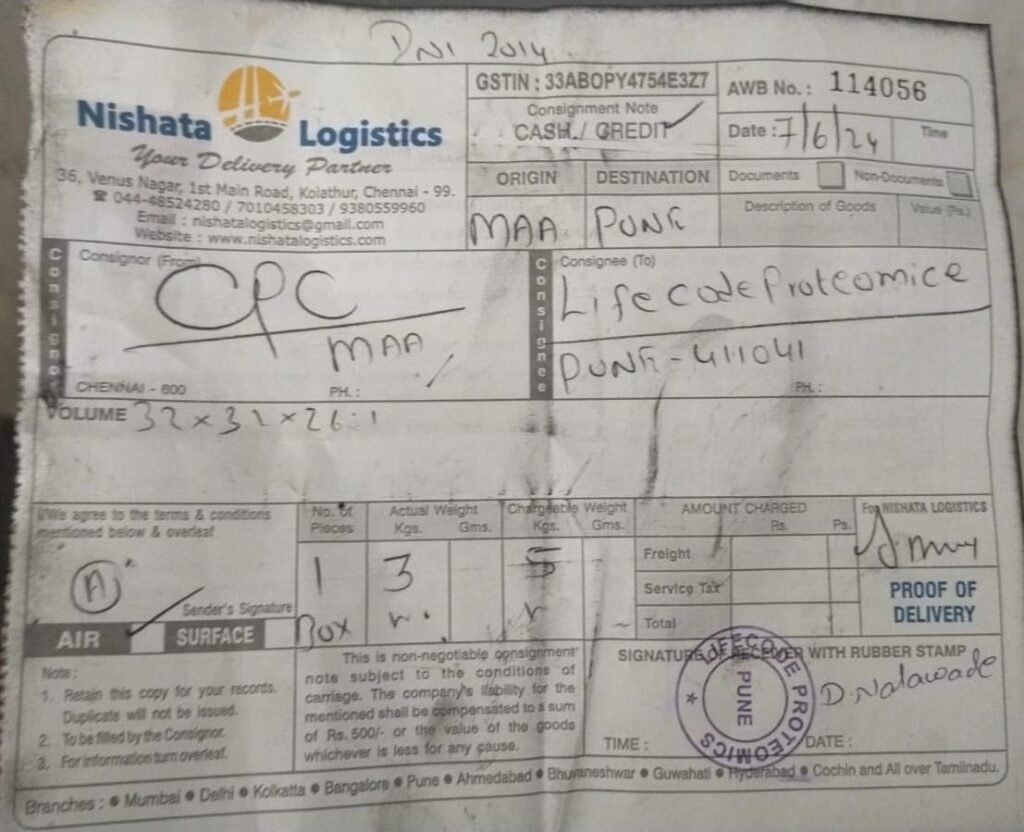 DNI 2014
Nishata Logistics
Your Delivery Partner
36, Venus Nagar, 1st Main Road, Kolathur, Chennai - 99.
☎ 044-48524280 / 7010458303 / 9380559960
Email : nishatalogistics@gmail.com
Website : www.nishatalogistics.com
GSTIN : 33ABOPY4754E3Z7
Consignment Note
CASH / CREDIT
AWB No. : 114056
Date : 7/6/24
Time
ORIGIN
DESTINATION
MAA
PUNE
Documents
Non-Documents
Description of Goods
Value (Rs.)
Consignor
Consignor (From)
CPC
MAA
CHENNAI - 600
PH. :
Consignee
Consignee (To)
Lifecode Proteomice
PUNE - 411041
PH. :
VOLUME 32 x 32 x 26 : 1
I/We agree to the terms & conditions
mentioned below & overleaf
Sender's Signature
AIR
SURFACE
No. of
Pieces
1
Box
Actual Weight
Kgs. Gms.
3
Chargeable Weight
Kgs. Gms.
5
AMOUNT CHARGED
Rs. Ps.
Freight
Service Tax
Total
For NISHATA LOGISTICS
PROOF OF
DELIVERY
Note :
1. Retain this copy for your records.
Duplicate will not be issued.
2. To be filled by the Consignor.
3. For information turn overleaf.
This is non-negotiable consignment
note subject to the conditions of
carriage. The company's liability for the
mentioned shall be compensated to a sum
of Rs.500/- or the value of the goods
whichever is less for any cause.
SIGNATURE OF RECEIVER WITH RUBBER STAMP
LIFECODE PROTEOMICS
PUNE
D. Nalawade
TIME :
DATE :
Branches : ● Mumbai ● Delhi ● Kolkatta ● Bangalore ● Pune ● Ahmedabad ● Bhuvaneshwar ● Guwahati ● Hyderabad ● Cochin and All over Tamilnadu.